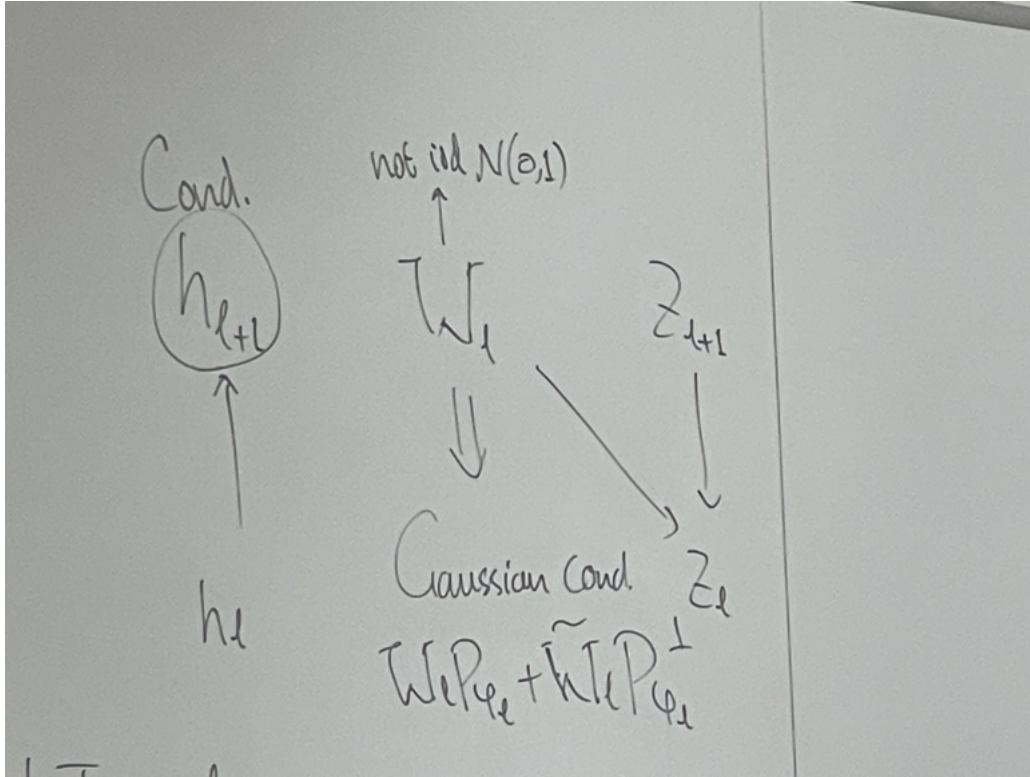 Cond.
not iid N(0,1)
h_{ℓ+1}
W_ℓ
z_{ℓ+1}
h_ℓ
Gaussian Cond.
z_ℓ
W_ℓ P_{φ_ℓ} + W̃_ℓ P^⊥_{φ_ℓ}